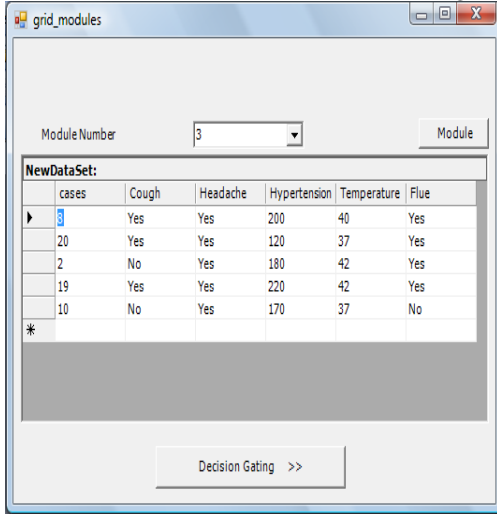 grid_modules
Module Number 3 Module
NewDataSet:
cases Cough Headache Hypertension Temperature Flue
8 Yes Yes 200 40 Yes
20 Yes Yes 120 37 Yes
2 No Yes 180 42 Yes
19 Yes Yes 220 42 Yes
10 No Yes 170 37 No
Decision Gating >>